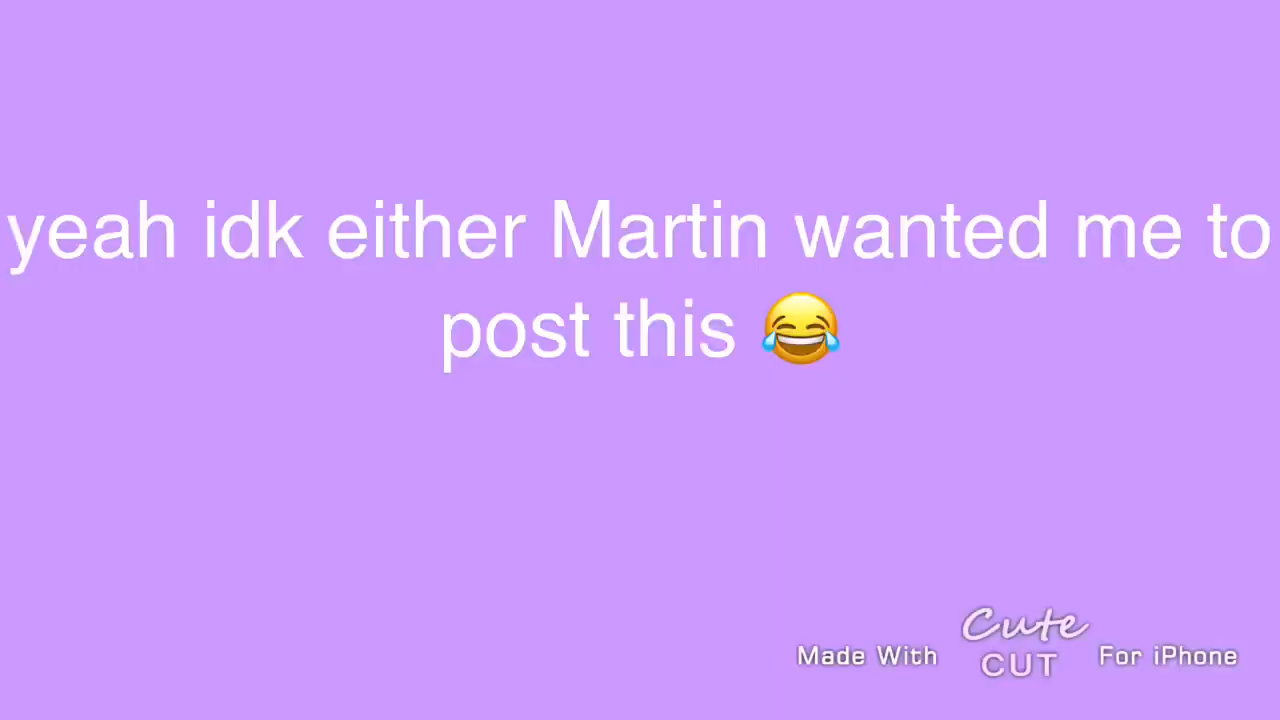 yeah idk either Martin wanted me to
post this 😂
Made With Cute CUT For iPhone